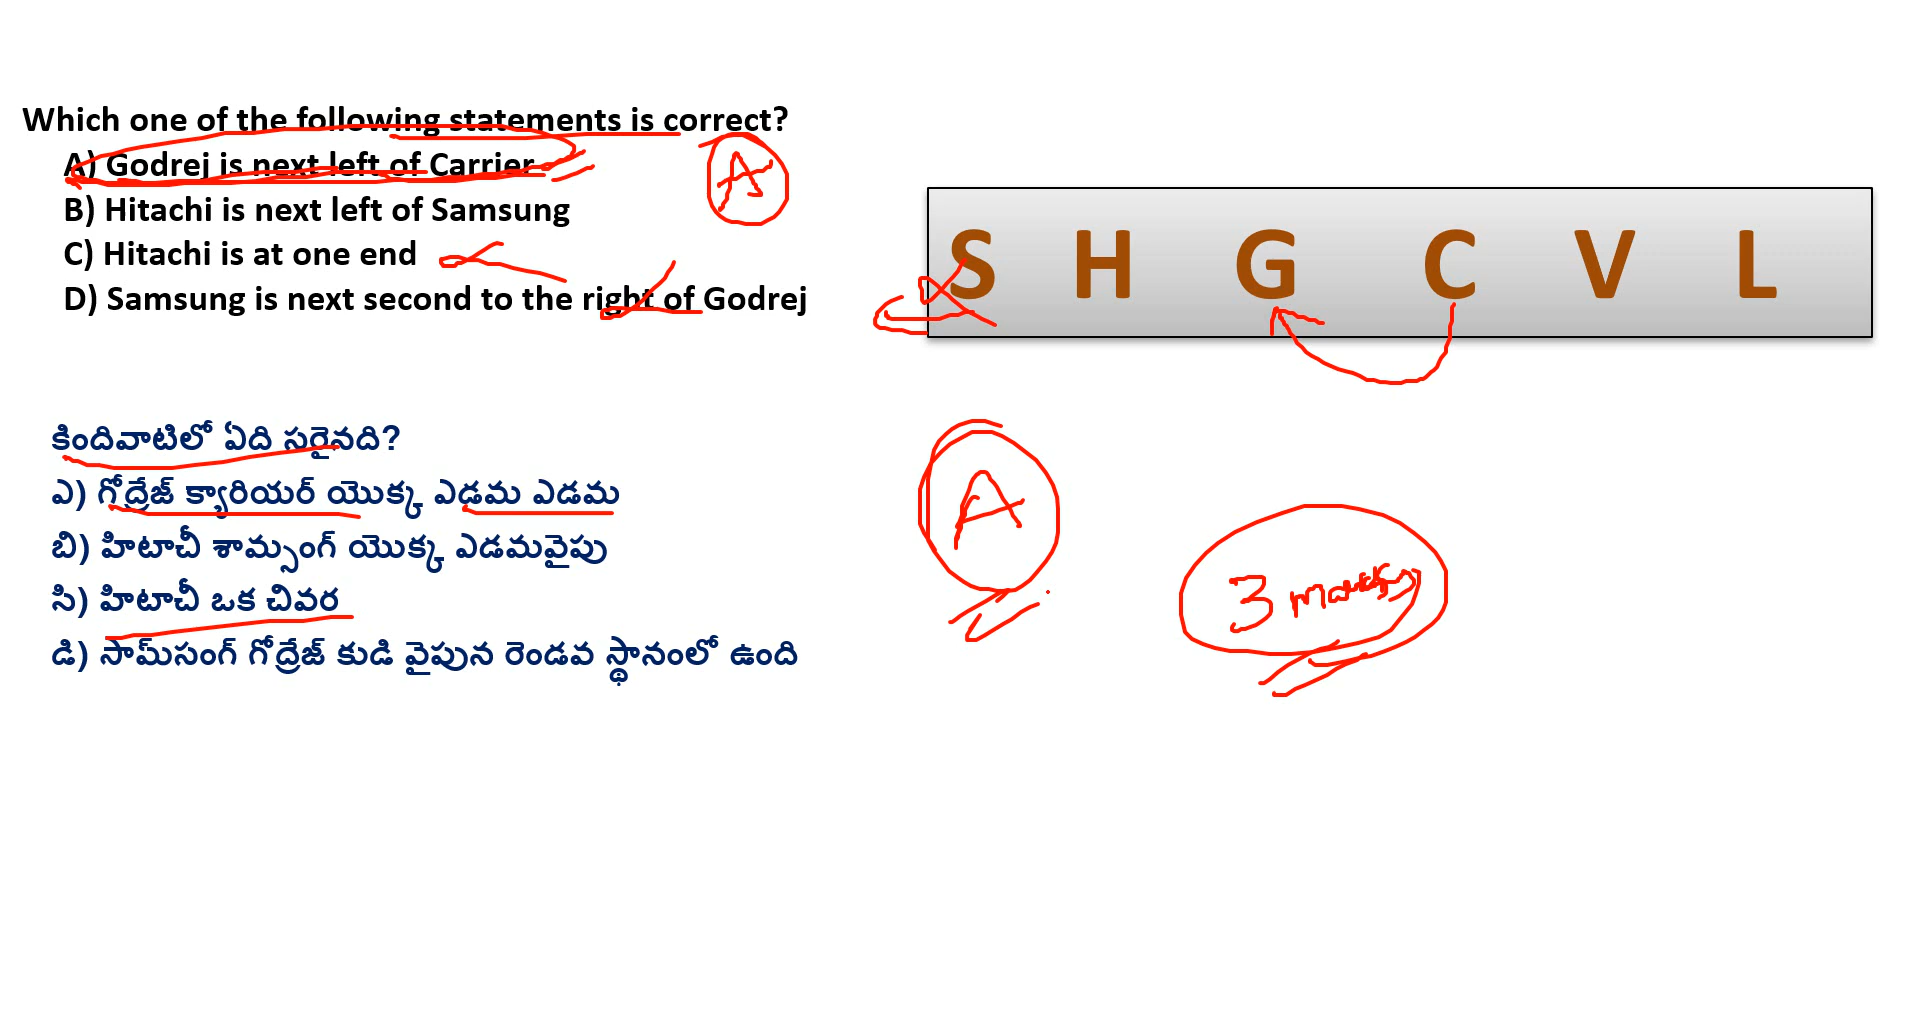 Which one of the following statements is correct?
A) Godrej is next left of Carrier
B) Hitachi is next left of Samsung
C) Hitachi is at one end
D) Samsung is next second to the right of Godrej
A
S H G C V L
కిందివాటిలో ఏది సరైనది?
ఎ) గోద్రేజ్ క్యారియర్ యొక్క ఎడమ ఎడమ
బి) హిటాచీ శామ్సంగ్ యొక్క ఎడమవైపు
సి) హిటాచీ ఒక చివర
డి) సామ్‌సంగ్ గోద్రేజ్ కుడి వైపున రెండవ స్థానంలో ఉంది
A
3 marks